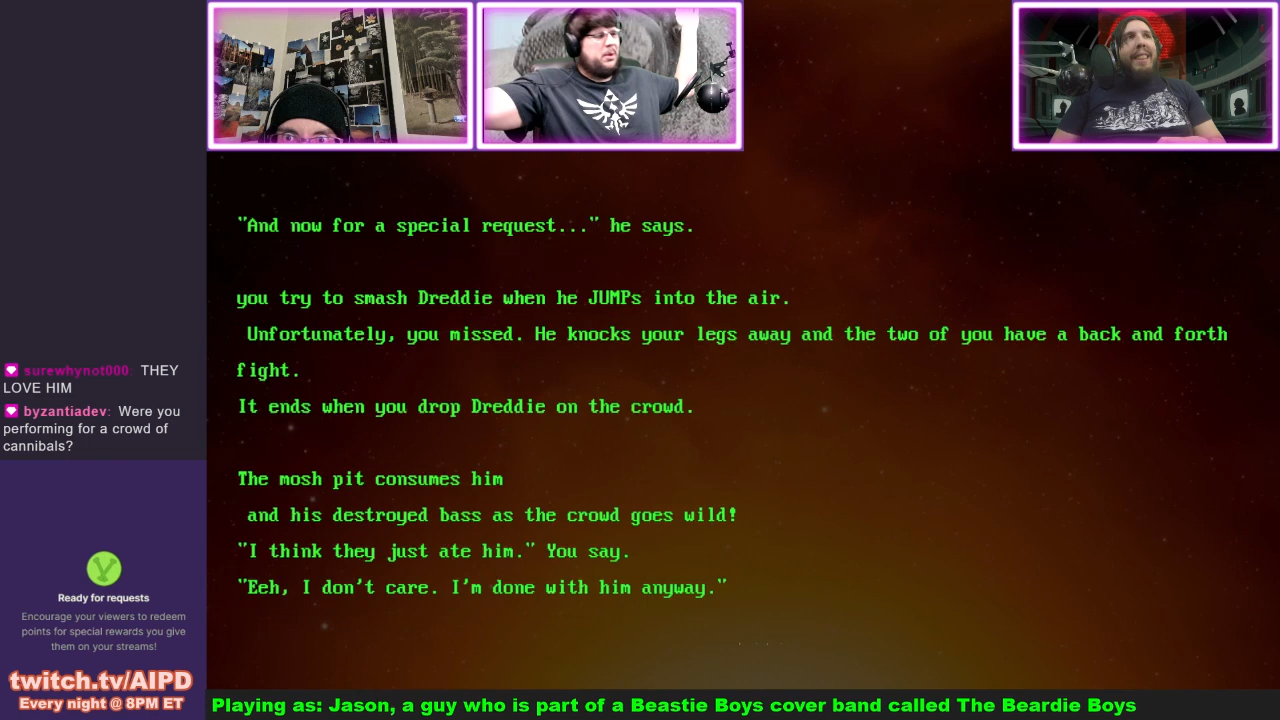 "And now for a special request..." he says.
you try to smash Dreddie when he JUMPs into the air.
Unfortunately, you missed. He knocks your legs away and the two of you have a back and forth
fight.
It ends when you drop Dreddie on the crowd.
The mosh pit consumes him
and his destroyed bass as the crowd goes wild!
"I think they just ate him." You say.
"Eeh, I don't care. I'm done with him anyway."
surewhynot000: THEY
LOVE HIM
byzantiadev: Were you
performing for a crowd of
cannibals?
Ready for requests
Encourage your viewers to redeem
points for special rewards you give
them on your streams!
twitch.tv/AIPD
Every night @ 8PM ET
Playing as: Jason, a guy who is part of a Beastie Boys cover band called The Beardie Boys